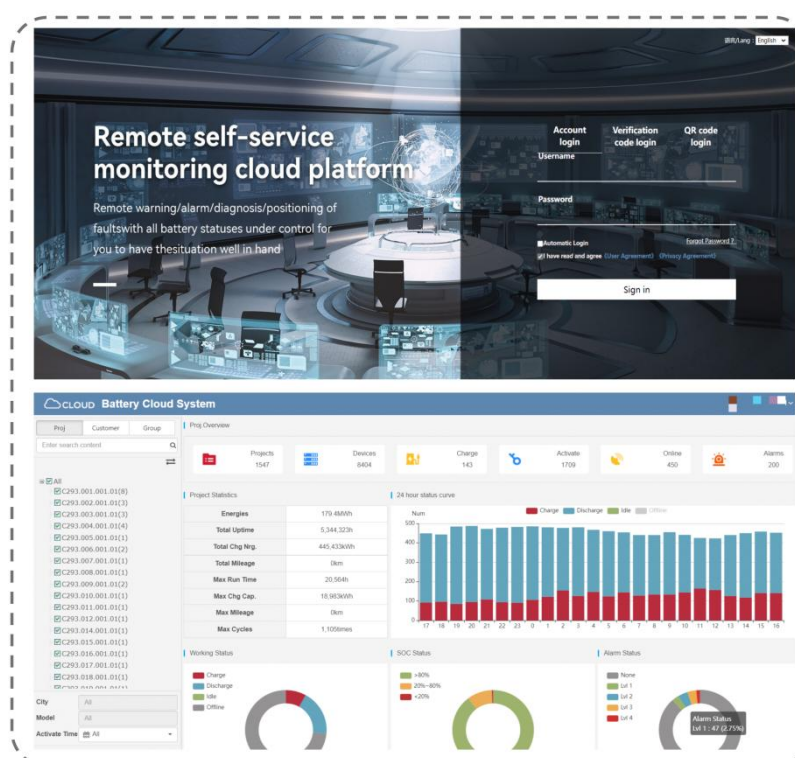 语言/Lang : English
Remote self-service
monitoring cloud platform
Remote warning/alarm/diagnosis/positioning of
faultswith all battery statuses under control for
you to have thesituation well in hand
Account login
Verification code login
QR code login
Username
Password
Automatic Login
Forgot Password ?
I have read and agree 《User Agreement》 《Privacy Agreement》
Sign in
CLOUD Battery Cloud System
Proj Customer Group
Enter search content
All
C293.001.001.01(8)
C293.002.001.01(3)
C293.003.001.01(3)
C293.004.001.01(4)
C293.005.001.01(1)
C293.006.001.01(2)
C293.007.001.01(1)
C293.008.001.01(1)
C293.009.001.01(2)
C293.010.001.01(1)
C293.011.001.01(1)
C293.012.001.01(1)
C293.014.001.01(1)
C293.015.001.01(1)
C293.016.001.01(1)
C293.017.001.01(1)
C293.018.001.01(1)
City All
Model All
Activate Time All
Proj Overview
Projects 1547
Devices 8404
Charge 143
Activate 1709
Online 450
Alarms 200
Project Statistics
Energies 179.4MWh
Total Uptime 5,344,323h
Total Chg Nrg. 445,433kWh
Total Mileage 0km
Max Run Time 20,564h
Max Chg Cap. 18,983kWh
Max Mileage 0km
Max Cycles 1,105times
24 hour status curve
Charge Discharge Idle Offline
Num
500
400
300
200
100
0
17 18 19 20 21 22 23 0 1 2 3 4 5 6 7 8 9 10 11 12 13 14 15 16
Working Status
Charge
Discharge
Idle
Offline
SOC Status
>80%
20%~80%
<20%
Alarm Status
None
Lvl 1
Lvl 2
Lvl 3
Lvl 4
Alarm Status
Lvl 1 : 47 (2.75%)